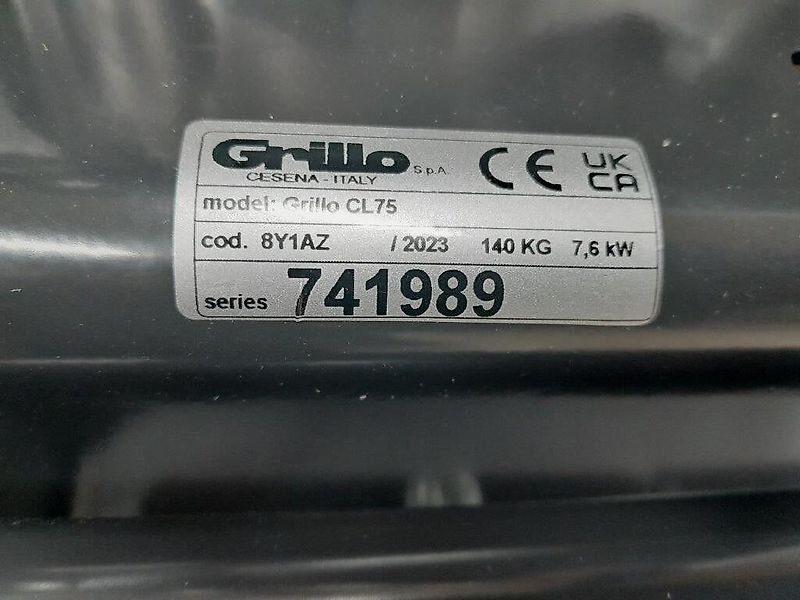 Grillo S.p.A.
CESENA - ITALY
CE UK CA
model: Grillo CL75
cod. 8Y1AZ / 2023 140 KG 7,6 kW
series 741989